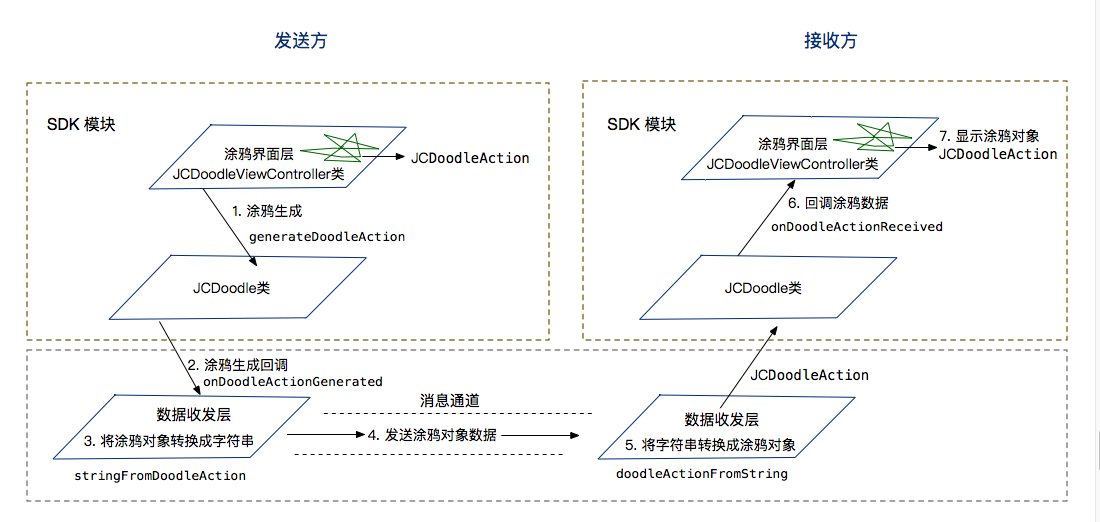 发送方
接收方
SDK 模块
涂鸦界面层
JCDoodleViewController类
JCDoodleAction
1. 涂鸦生成
generateDoodleAction
JCDoodle类
2. 涂鸦生成回调
onDoodleActionGenerated
数据收发层
3. 将涂鸦对象转换成字符串
stringFromDoodleAction
消息通道
4. 发送涂鸦对象数据
SDK 模块
涂鸦界面层
JCDoodleViewController类
7. 显示涂鸦对象
JCDoodleAction
6. 回调涂鸦数据
onDoodleActionReceived
JCDoodle类
JCDoodleAction
数据收发层
5. 将字符串转换成涂鸦对象
doodleActionFromString